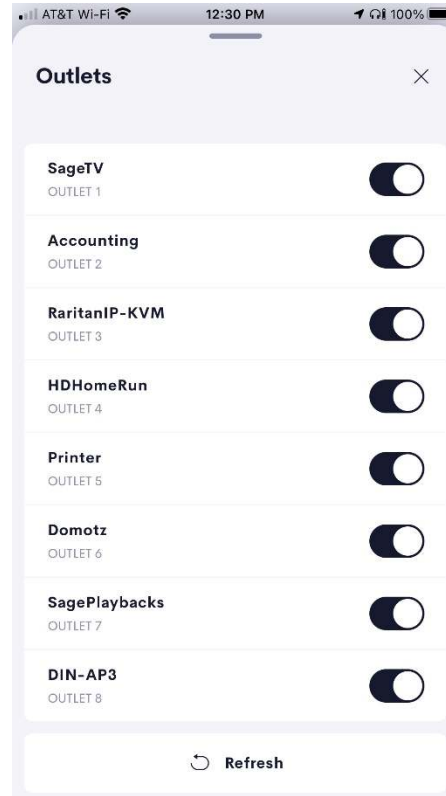 AT&T Wi-Fi 12:30 PM 100%
Outlets
SageTV
OUTLET 1
Accounting
OUTLET 2
RaritanIP-KVM
OUTLET 3
HDHomeRun
OUTLET 4
Printer
OUTLET 5
Domotz
OUTLET 6
SagePlaybacks
OUTLET 7
DIN-AP3
OUTLET 8
Refresh